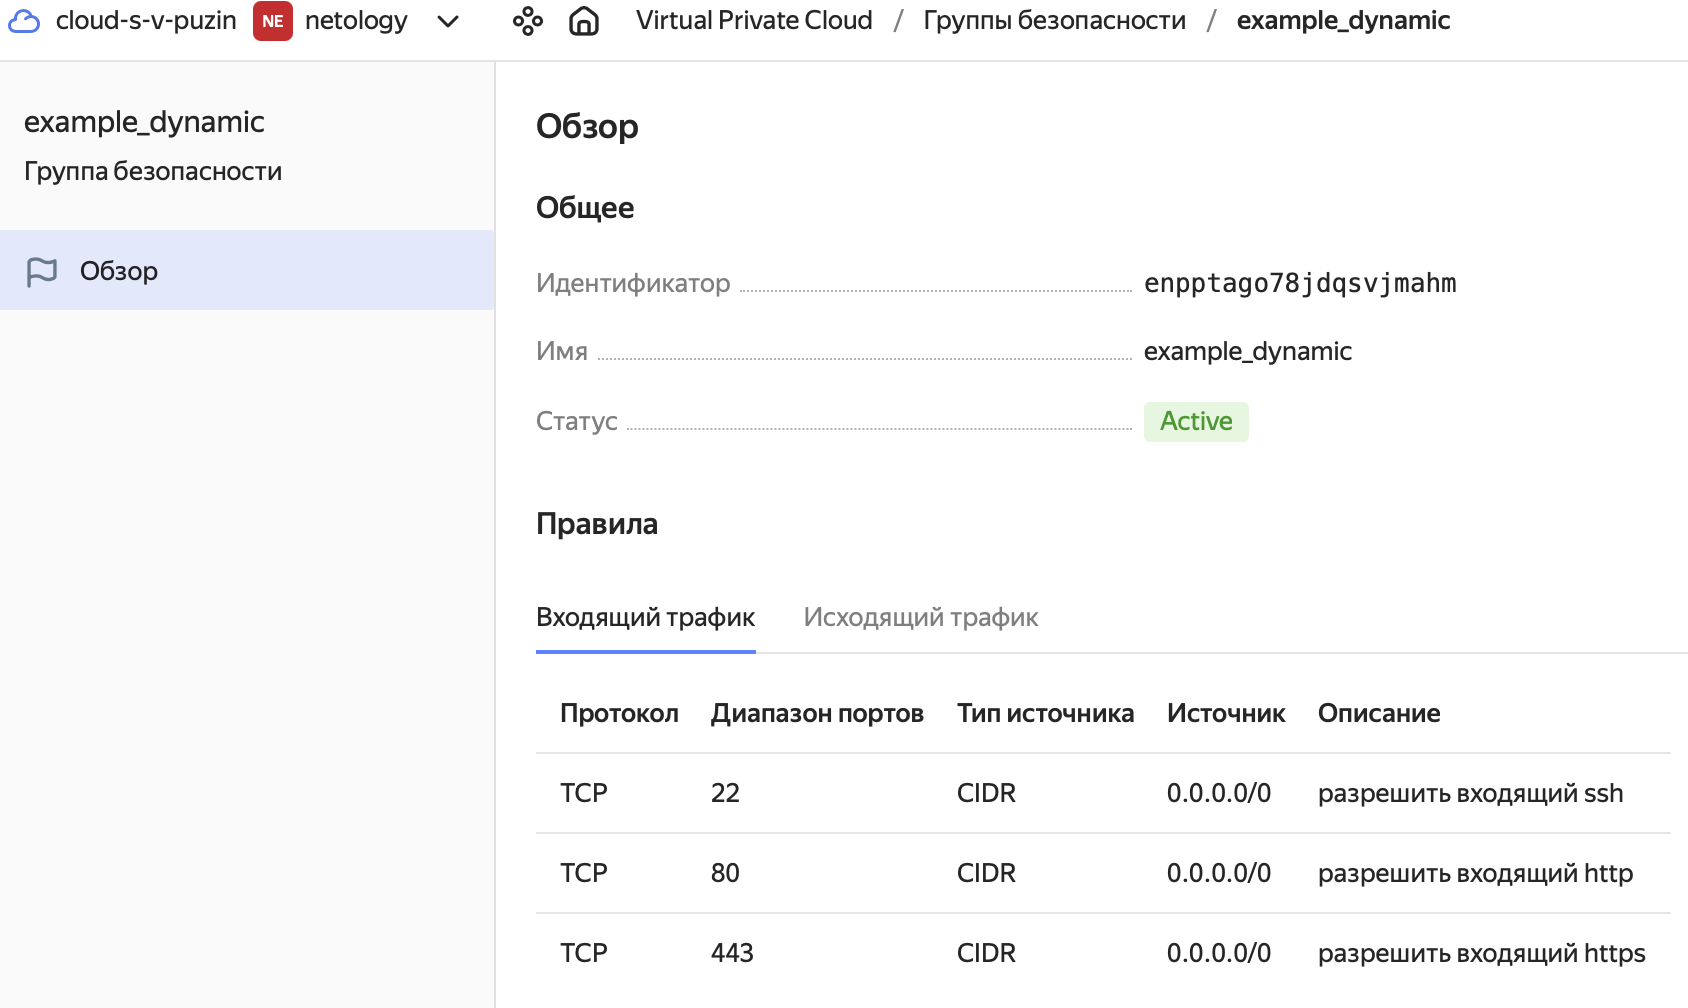 cloud-s-v-puzin NE netology Virtual Private Cloud / Группы безопасности / example_dynamic
example_dynamic
Группа безопасности
Обзор
Обзор
Общее
Идентификатор enpptago78jdqsvjmahm
Имя example_dynamic
Статус Active
Правила
Входящий трафик Исходящий трафик
Протокол Диапазон портов Тип источника Источник Описание
TCP 22 CIDR 0.0.0.0/0 разрешить входящий ssh
TCP 80 CIDR 0.0.0.0/0 разрешить входящий http
TCP 443 CIDR 0.0.0.0/0 разрешить входящий https